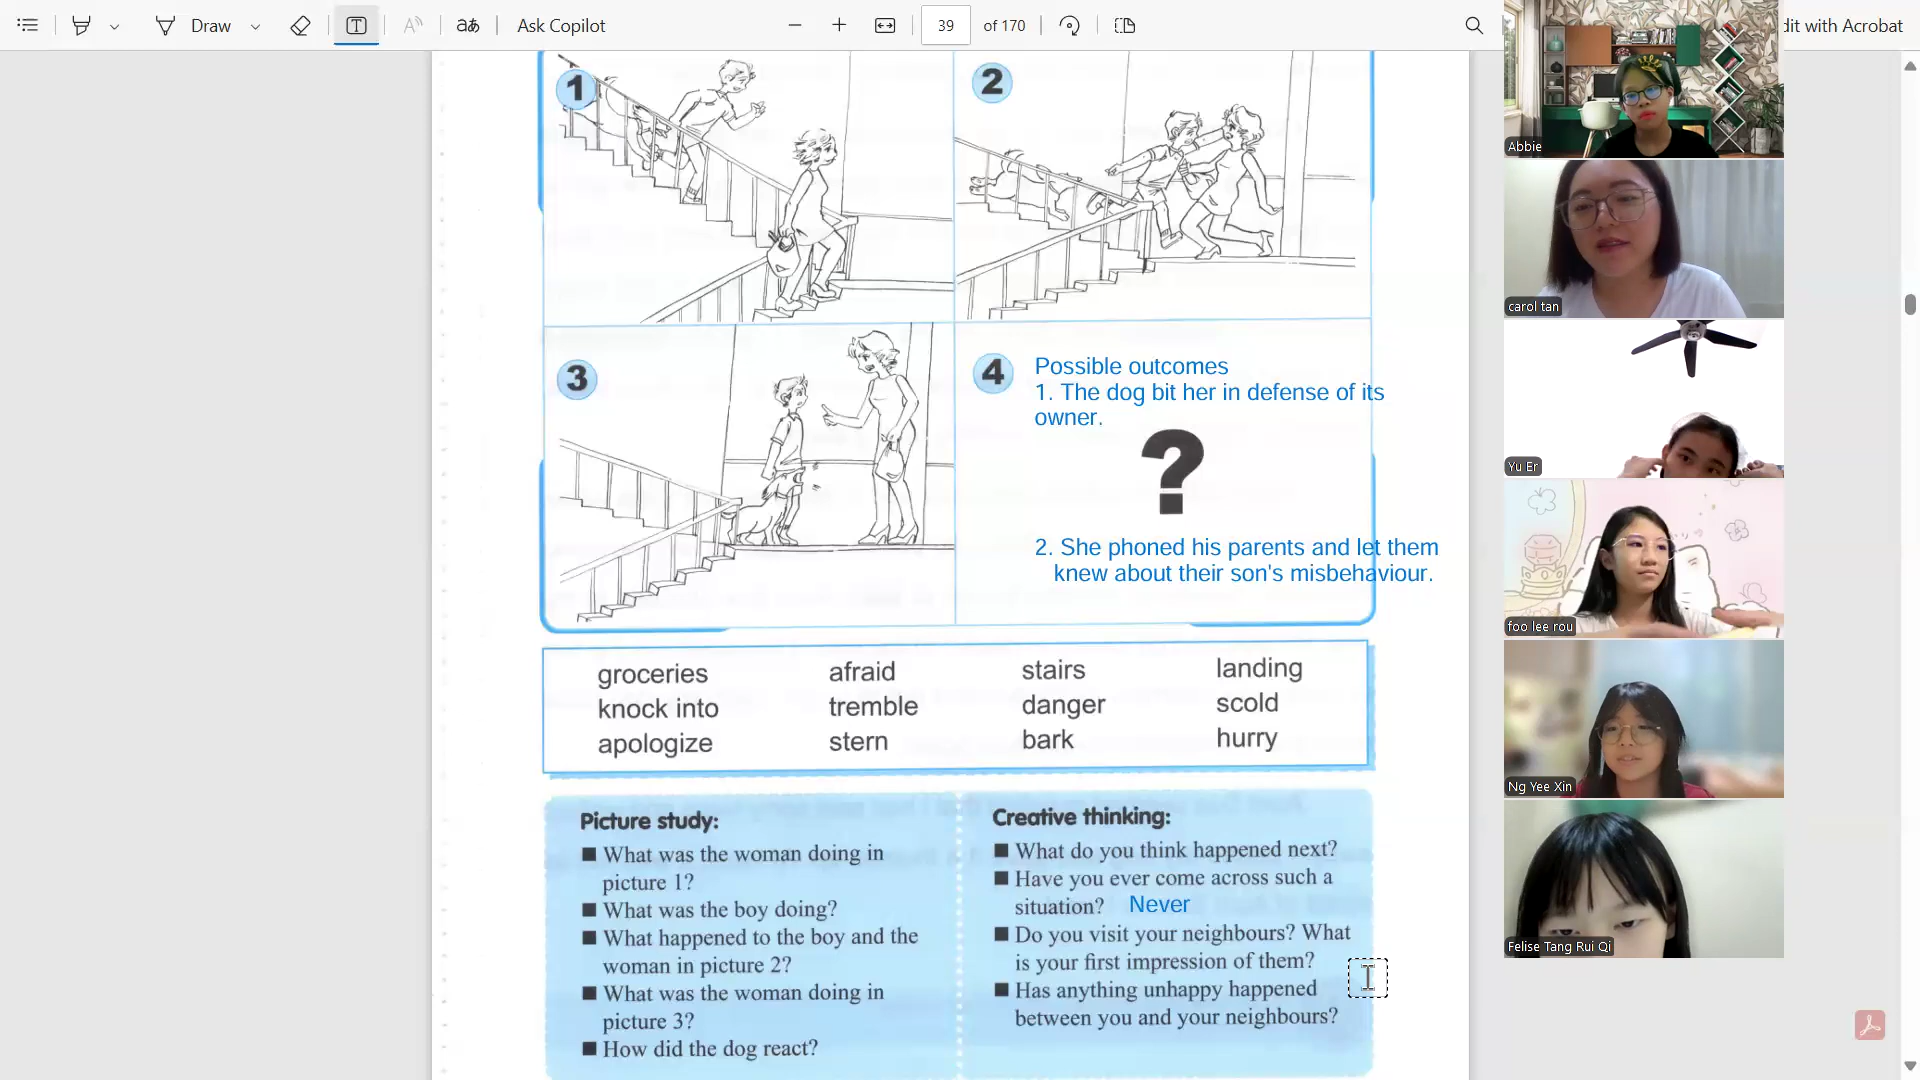 Draw
Ask Copilot
39
of 170
dit with Acrobat
1
2
3
4
Possible outcomes
1. The dog bit her in defense of its
owner.
?
2. She phoned his parents and let them
knew about their son's misbehaviour.
groceries afraid stairs landing
knock into tremble danger scold
apologize stern bark hurry
Picture study:
What was the woman doing in
picture 1?
What was the boy doing?
What happened to the boy and the
woman in picture 2?
What was the woman doing in
picture 3?
How did the dog react?
Creative thinking:
What do you think happened next?
Have you ever come across such a
situation? Never
Do you visit your neighbours? What
is your first impression of them?
Has anything unhappy happened
between you and your neighbours?
Abbie
carol tan
Yu Er
foo lee rou
Ng Yee Xin
Felise Tang Rui Qi